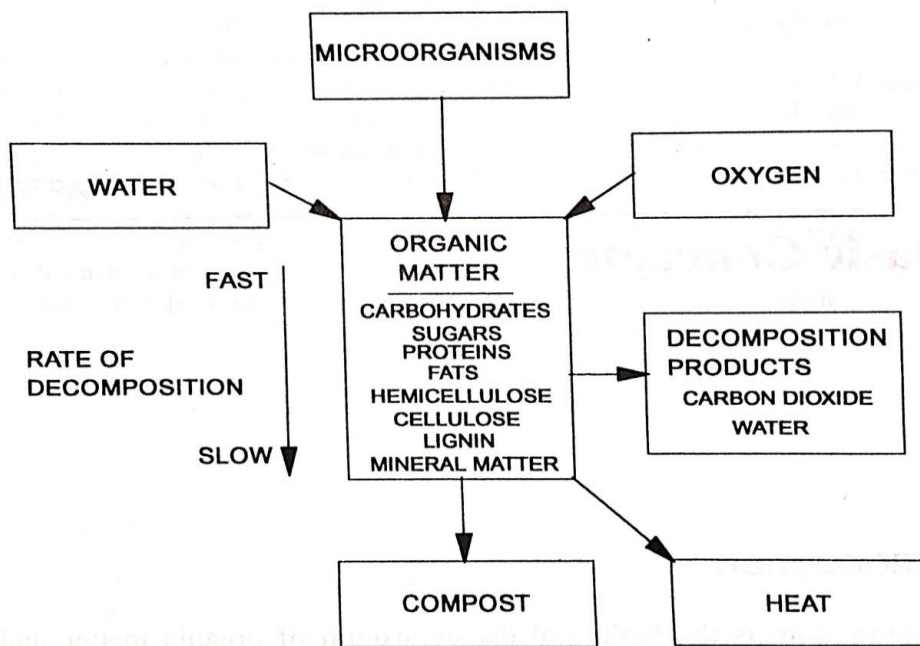 MICROORGANISMS
WATER
OXYGEN
ORGANIC
MATTER
CARBOHYDRATES
SUGARS
PROTEINS
FATS
HEMICELLULOSE
CELLULOSE
LIGNIN
MINERAL MATTER
FAST
RATE OF
DECOMPOSITION
SLOW
DECOMPOSITION
PRODUCTS
CARBON DIOXIDE
WATER
COMPOST
HEAT